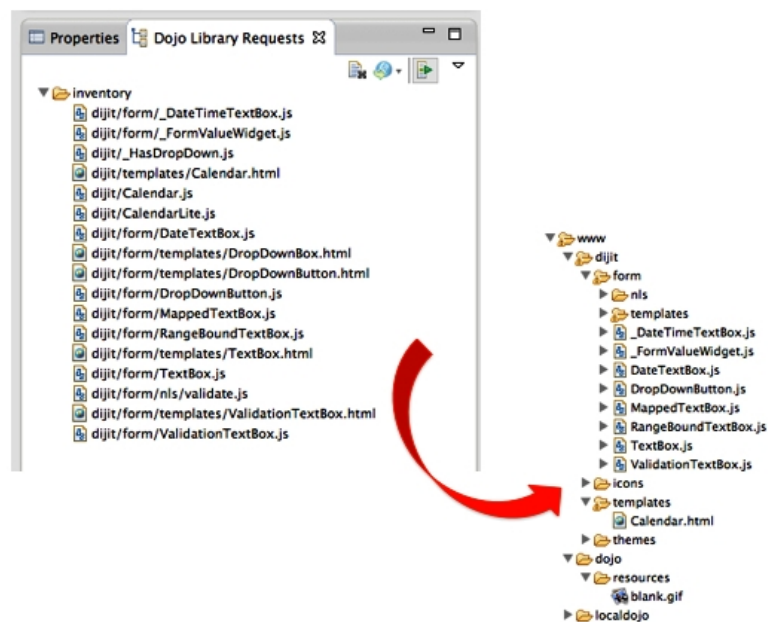 Properties Dojo Library Requests
inventory
dijit/form/_DateTimeTextBox.js
dijit/form/_FormValueWidget.js
dijit/_HasDropDown.js
dijit/templates/Calendar.html
dijit/Calendar.js
dijit/CalendarLite.js
dijit/form/DateTextBox.js
dijit/form/templates/DropDownBox.html
dijit/form/templates/DropDownButton.html
dijit/form/DropDownButton.js
dijit/form/MappedTextBox.js
dijit/form/RangeBoundTextBox.js
dijit/form/templates/TextBox.html
dijit/form/TextBox.js
dijit/form/nls/validate.js
dijit/form/templates/ValidationTextBox.html
dijit/form/ValidationTextBox.js
www
dijit
form
nls
templates
_DateTimeTextBox.js
_FormValueWidget.js
DateTextBox.js
DropDownButton.js
MappedTextBox.js
RangeBoundTextBox.js
TextBox.js
ValidationTextBox.js
icons
templates
Calendar.html
themes
dojo
resources
blank.gif
localdojo